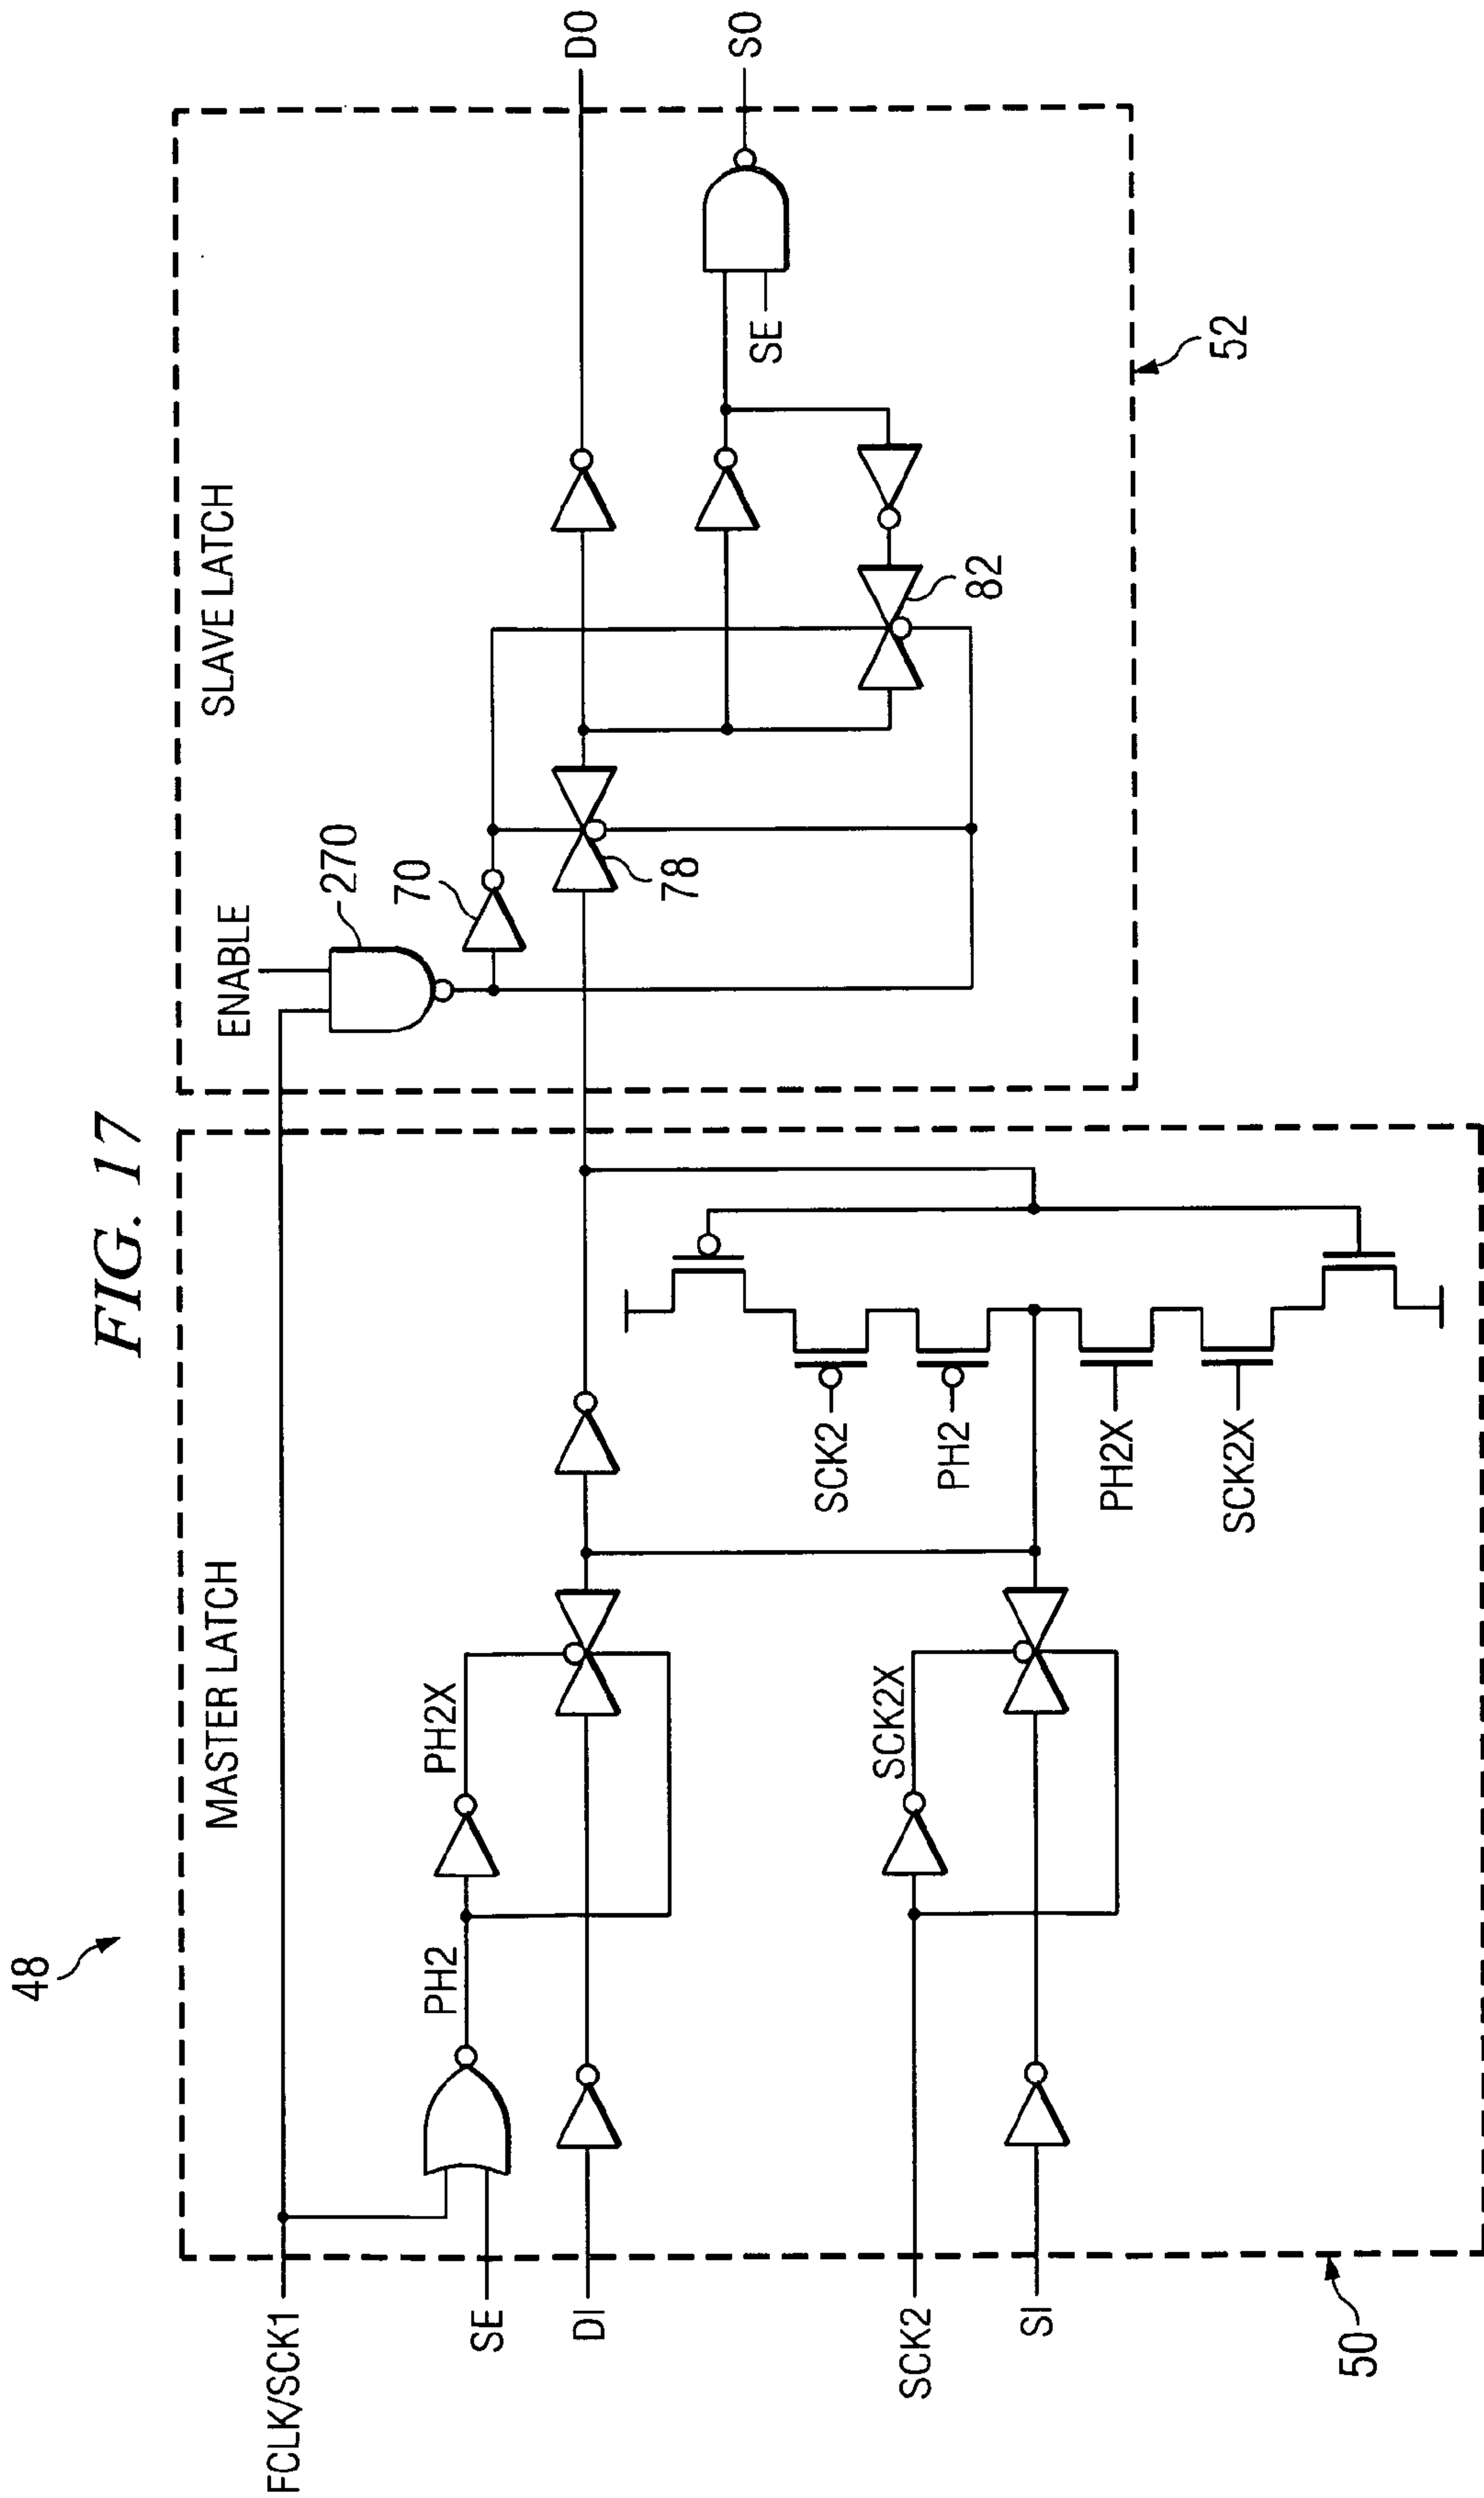 FIG. 17
48
MASTER LATCH
SLAVE LATCH
ENABLE
270
70
FCLK/SCK1
SE
DI
SCK2
SI
PH2
PH2X
SCK2X
SCK2
PH2
PH2X
SCK2X
78
82
SE
DO
SO
50
52